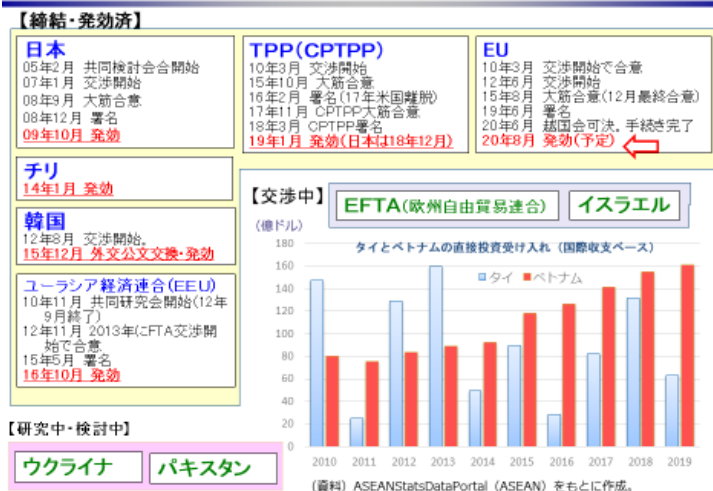 【締結・発効済】
日本
05年2月 共同検討会合開始
07年1月 交渉開始
08年9月 大筋合意
08年12月 署名
09年10月 発効
TPP(CPTPP)
10年3月 交渉開始
15年10月 大筋合意
16年2月 署名(17年米国離脱)
17年11月 CPTPP大筋合意
18年3月 CPTPP署名
19年1月 発効(日本は18年12月)
EU
10年3月 交渉開始で合意
12年6月 交渉開始
15年8月 大筋合意(12月最終合意)
19年6月 署名
20年6月 越国会可決。手続き完了
20年8月 発効(予定)
チリ
14年1月 発効
韓国
12年8月 交渉開始。
15年12月 外交公文交換・発効
ユーラシア経済連合(EEU)
10年11月 共同研究会開始(12年
9月終了)
12年11月 2013年にFTA交渉開
始で合意
15年5月 署名
16年10月 発効
【交渉中】
EFTA(欧州自由貿易連合)
イスラエル
(億ドル)
タイとベトナムの直接投資受け入れ（国際収支ベース）
タイ ベトナム
180
160
140
120
100
80
60
40
20
0
2010 2011 2012 2013 2014 2015 2016 2017 2018 2019
(資料) ASEANStatsDataPortal（ASEAN）をもとに作成。
【研究中・検討中】
ウクライナ
パキスタン